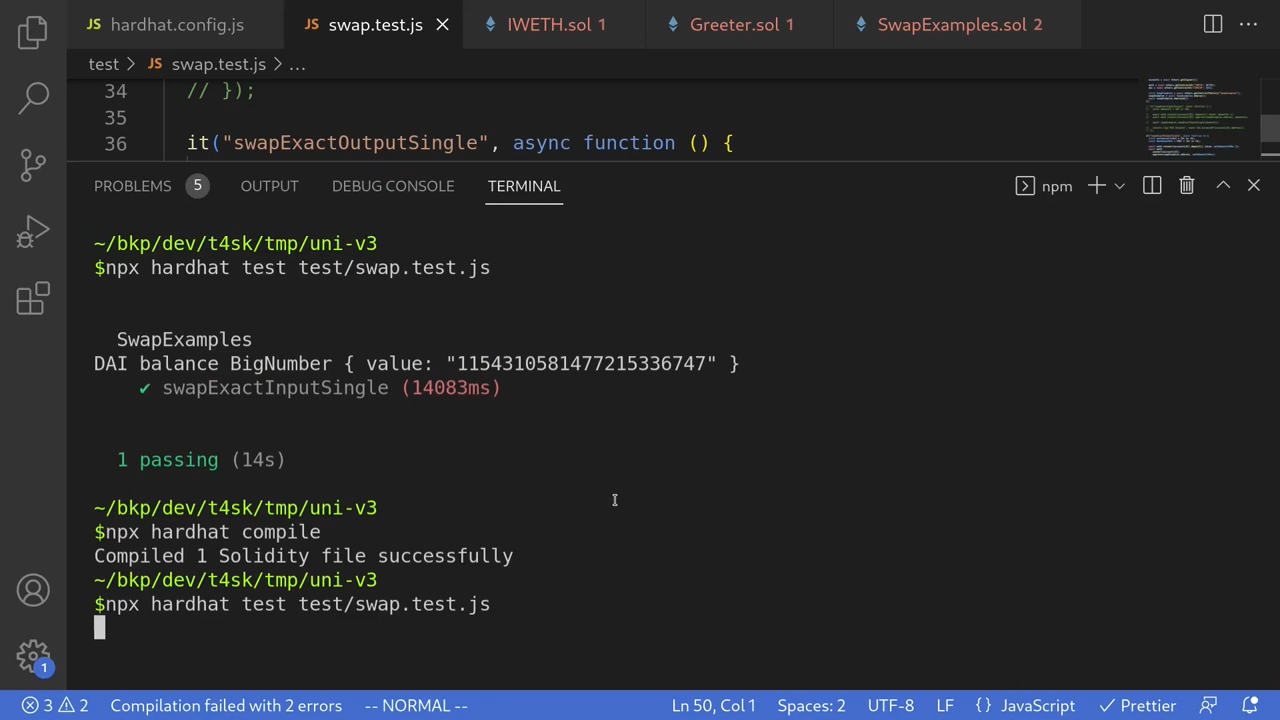 JS hardhat.config.js
JS swap.test.js
IWETH.sol 1
Greeter.sol 1
SwapExamples.sol 2
test > JS swap.test.js > ...
34 // });
35
36 it("swapExactOutputSingle", async function () {
PROBLEMS 5 OUTPUT DEBUG CONSOLE TERMINAL
npm
~/bkp/dev/t4sk/tmp/uni-v3
$npx hardhat test test/swap.test.js
SwapExamples
DAI balance BigNumber { value: "1154310581477215336747" }
✔ swapExactInputSingle (14083ms)
1 passing (14s)
~/bkp/dev/t4sk/tmp/uni-v3
$npx hardhat compile
Compiled 1 Solidity file successfully
~/bkp/dev/t4sk/tmp/uni-v3
$npx hardhat test test/swap.test.js
1
3 2 Compilation failed with 2 errors -- NORMAL -- Ln 50, Col 1 Spaces: 2 UTF-8 LF {} JavaScript Prettier